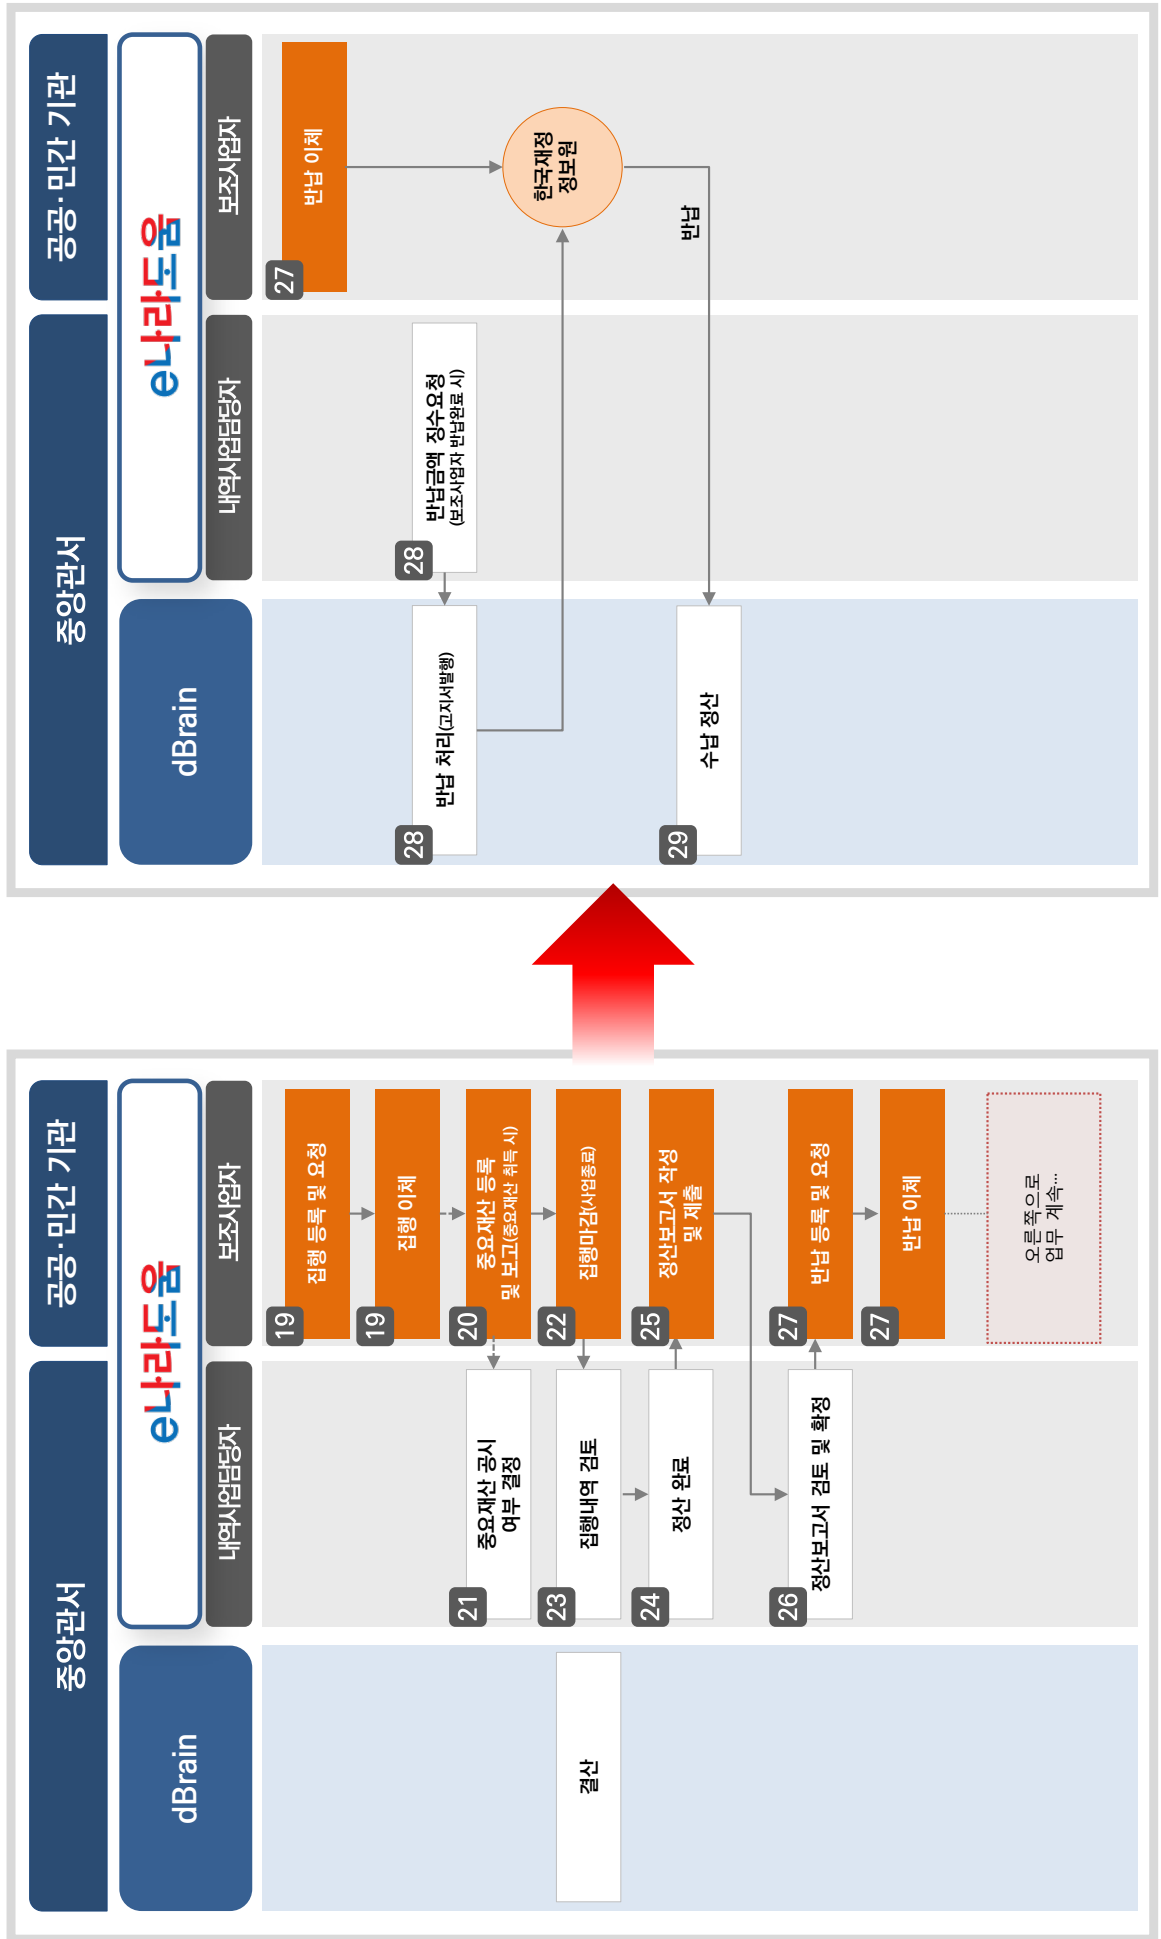 중앙관서
공공·민간 기관
dBrain
e나라도움
내역사업담당자
보조사업자
19
집행 등록 및 요청
19
집행 이체
20
중요재산 등록
및 보고(중요재산 취득 시)
21
중요재산 공시
여부 결정
22
집행마감(사업종료)
23
집행내역 검토
결산
24
정산 완료
25
정산보고서 작성
및 제출
26
정산보고서 검토 및 확정
27
반납 등록 및 요청
27
반납 이체
오른쪽으로
업무 계속…
중앙관서
공공·민간 기관
dBrain
e나라도움
내역사업담당자
보조사업자
27
반납 이체
28
반납금액 징수요청
(보조사업자 반납완료 시)
28
반납 처리(고지서발행)
한국재정
정보원
반납
29
수납 정산